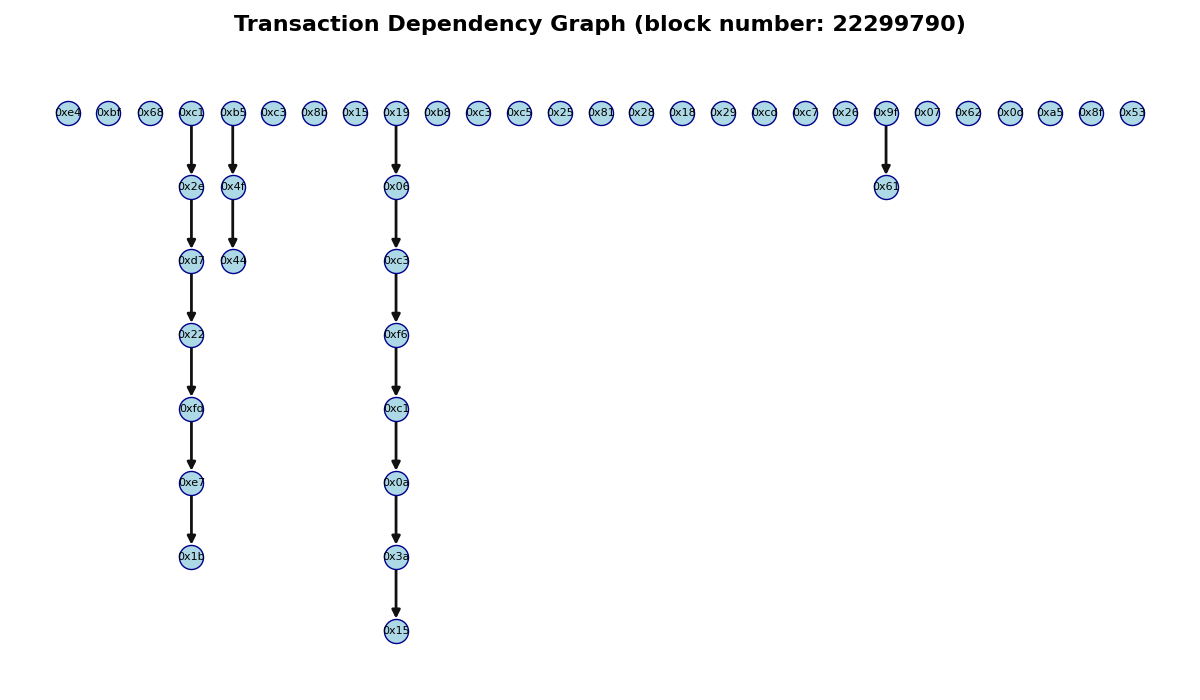 Transaction Dependency Graph (block number: 22299790)
0xe4 0xbf 0x68 0xc1 0xb5 0xc3 0x8b 0x15 0x19 0xb8 0xc3 0xc5 0x25 0x81 0x28 0x18 0x29 0xcd 0xc7 0x26 0x9f 0x07 0x62 0x0d 0xa5 0x8f 0x53
0x2e 0x4f 0x06 0x61
0xd7 0x44 0xc3
0x22 0xf6
0xfd 0xc1
0xe7 0x0a
0x1b 0x3a
0x15